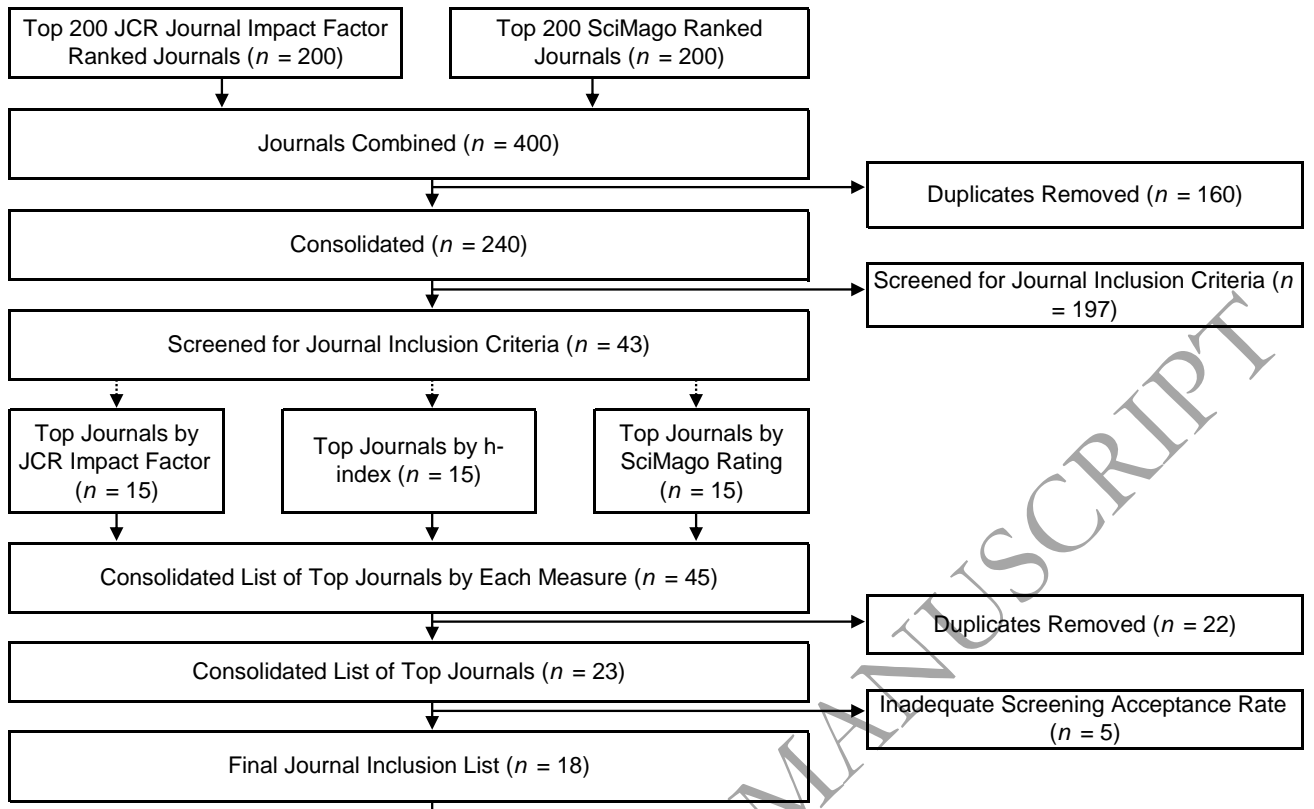 Top 200 JCR Journal Impact Factor
Ranked Journals (n = 200)
Top 200 SciMago Ranked
Journals (n = 200)
Journals Combined (n = 400)
Duplicates Removed (n = 160)
Consolidated (n = 240)
Screened for Journal Inclusion Criteria (n
= 197)
Screened for Journal Inclusion Criteria (n = 43)
Top Journals by
JCR Impact Factor
(n = 15)
Top Journals by h-
index (n = 15)
Top Journals by
SciMago Rating
(n = 15)
Consolidated List of Top Journals by Each Measure (n = 45)
Duplicates Removed (n = 22)
Consolidated List of Top Journals (n = 23)
Inadequate Screening Acceptance Rate
(n = 5)
Final Journal Inclusion List (n = 18)
MANUSCRIPT